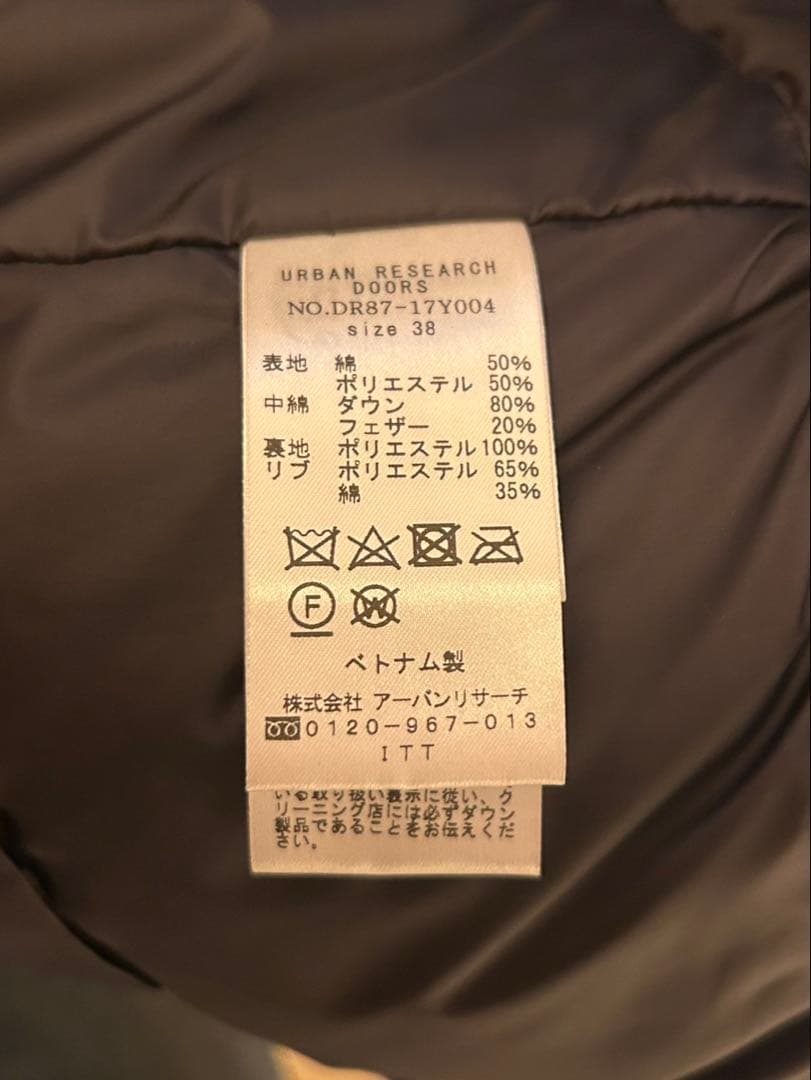 URBAN RESEARCH
DOORS
NO.DR87-17Y004
size 38
表地 綿 50%
ポリエステル 50%
中綿 ダウン 80%
フェザー 20%
裏地 ポリエステル 100%
リブ ポリエステル 65%
綿 35%
F
W
ベトナム製
株式会社 アーバンリサーチ
0120-967-013
ITT
いる取り扱い表示に従い、ク
リーニング店には必ずダウン
製品であることをお伝えくだ
さい。